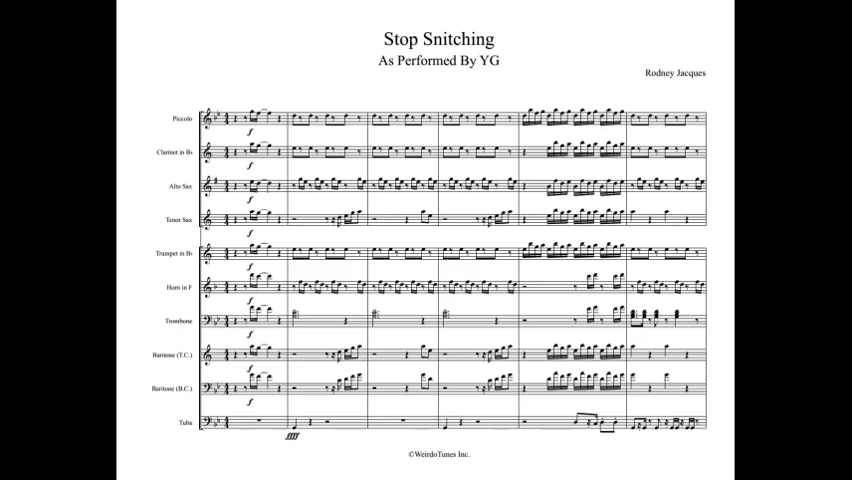 Stop Snitching
As Performed By YG
Rodney Jacques
Piccolo
Clarinet in B♭
Alto Sax
Tenor Sax
Trumpet in B♭
Horn in F
Trombone
Baritone (T.C.)
Baritone (B.C.)
Tuba
f
f
f
f
f
f
f
f
f
ffff
©WeirdoTunes Inc.